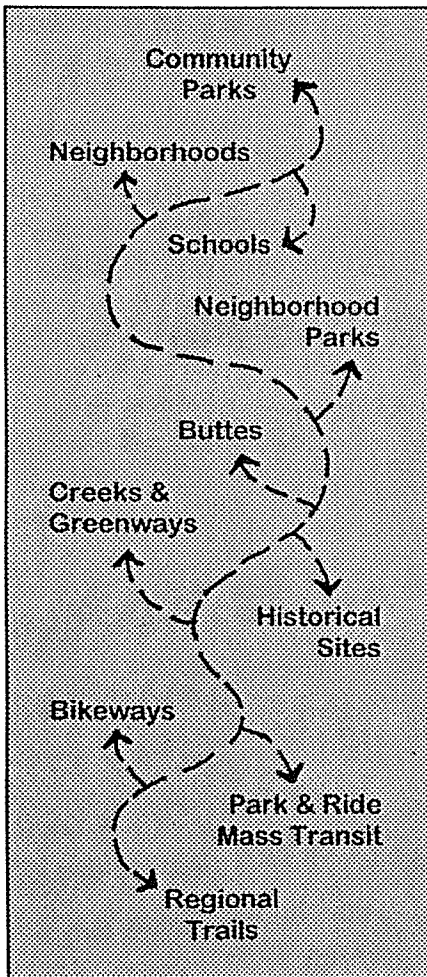 Community
Parks
Neighborhoods
Schools
Neighborhood
Parks
Buttes
Creeks &
Greenways
Historical
Sites
Bikeways
Park & Ride
Mass Transit
Regional
Trails